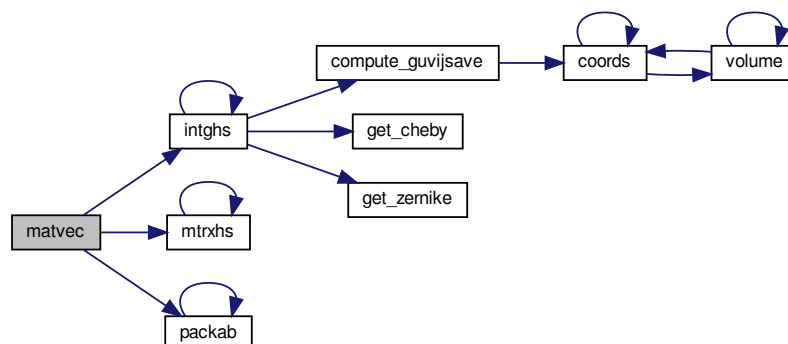 matvec
intghs
mtrxhs
packab
compute_guvijsave
get_cheby
get_zernike
coords
volume